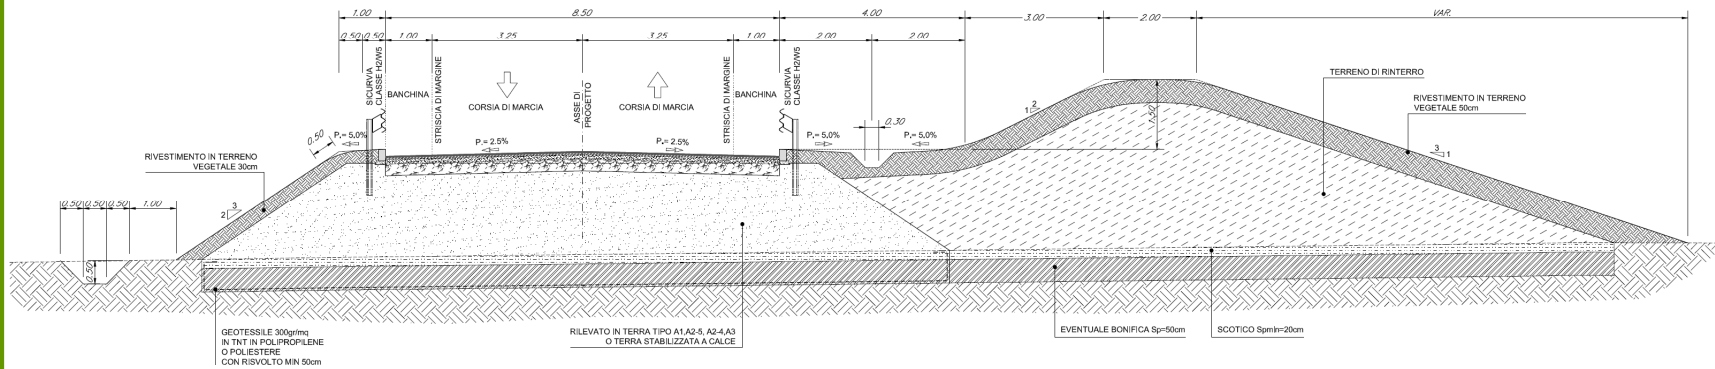 1.00
8.50
4.00
3.00
2.00
VAR.
0.50
0.50
1.00
3.25
3.25
1.00
2.00
2.00
SICURVIA
CLASSE H2/W5
BANCHINA
STRISCIA DI MARGINE
CORSIA DI MARCIA
ASSE DI
PROGETTO
CORSIA DI MARCIA
STRISCIA DI MARGINE
BANCHINA
SICURVIA
CLASSE H2/W5
TERRENO DI RINTERRO
RIVESTIMENTO IN TERRENO
VEGETALE 50cm
2
1
1.50
0.30
0.50
P.= 5,0%
P.= 2.5%
P.= 2.5%
P.= 5,0%
P.= 5,0%
RIVESTIMENTO IN TERRENO
VEGETALE 30cm
3
1
0.50
0.50
0.50
1.00
3
2
0.50
GEOTESSILE 300gr/mq
IN TNT IN POLIPROPILENE
O POLIESTERE
CON RISVOLTO MIN 50cm
RILEVATO IN TERRA TIPO A1,A2-5, A2-4,A3
O TERRA STABILIZZATA A CALCE
EVENTUALE BONIFICA Sp=50cm
SCOTICO Spmin=20cm